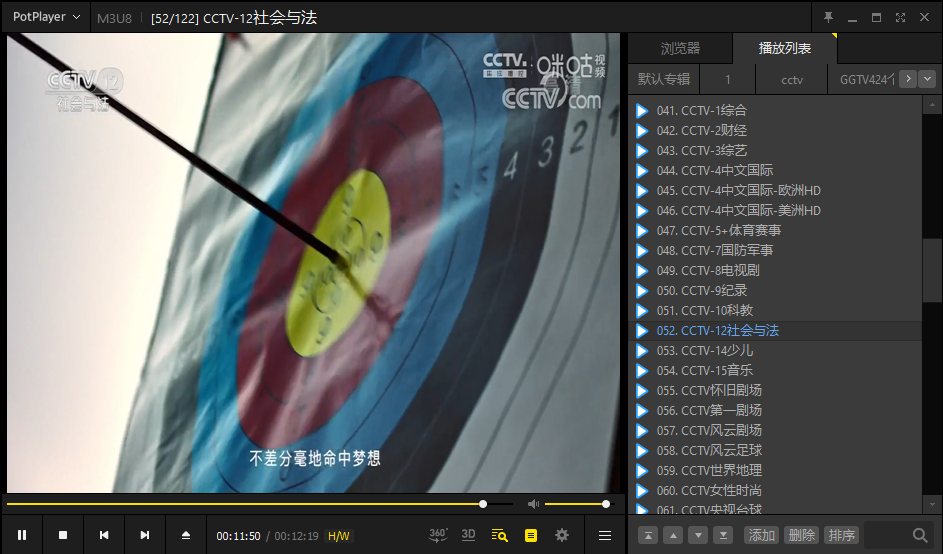 PotPlayer
M3U8
[52/122] CCTV-12社会与法
CCTV 12
社会与法
CCTV.
咪咕视频
高清
CCTV.com
4 3 2 1
不差分毫地命中梦想
00:11:50 / 00:12:19 H/W
360°
3D
浏览器
播放列表
默认专辑
1
cctv
041. CCTV-1综合
042. CCTV-2财经
043. CCTV-3综艺
044. CCTV-4中文国际
045. CCTV-4中文国际-欧洲HD
046. CCTV-4中文国际-美洲HD
047. CCTV-5+体育赛事
048. CCTV-7国防军事
049. CCTV-8电视剧
050. CCTV-9纪录
051. CCTV-10科教
052. CCTV-12社会与法
053. CCTV-14少儿
054. CCTV-15音乐
055. CCTV怀旧剧场
056. CCTV第一剧场
057. CCTV风云剧场
058. CCTV风云足球
059. CCTV世界地理
060. CCTV女性时尚
061. CCTV央视台球
添加
删除
排序